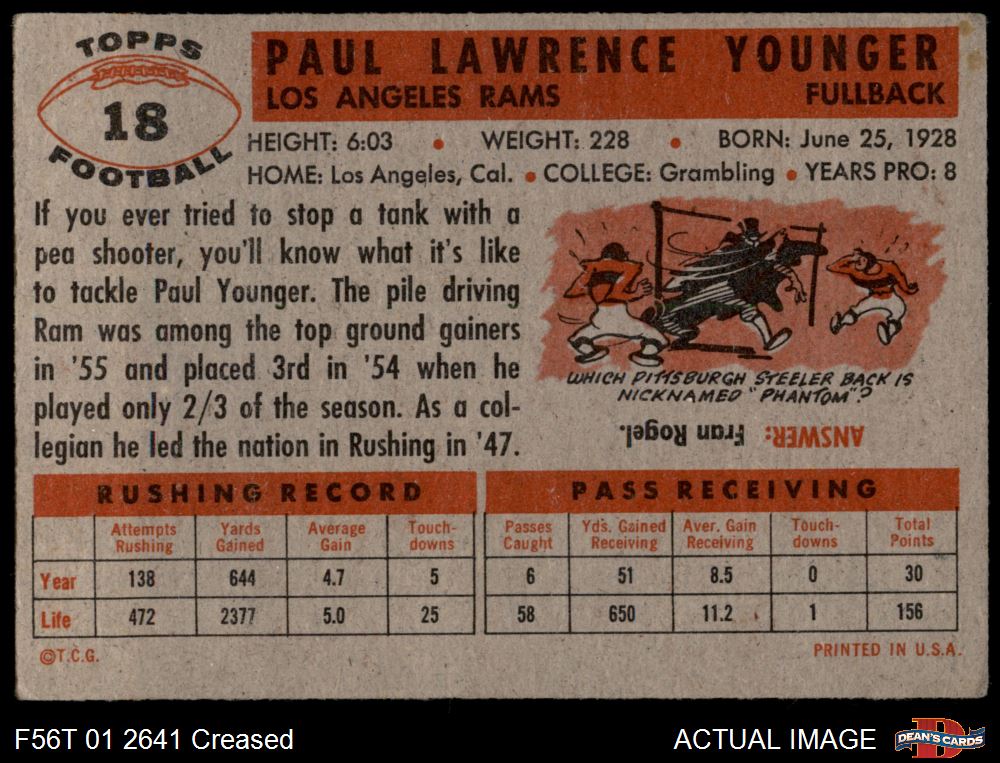 TOPPS
18
FOOTBALL
PAUL LAWRENCE YOUNGER
LOS ANGELES RAMS FULLBACK
HEIGHT: 6:03 • WEIGHT: 228 • BORN: June 25, 1928
HOME: Los Angeles, Cal. • COLLEGE: Grambling • YEARS PRO: 8
If you ever tried to stop a tank with a
pea shooter, you'll know what it's like
to tackle Paul Younger. The pile driving
Ram was among the top ground gainers
in '55 and placed 3rd in '54 when he
played only 2/3 of the season. As a col-
legian he led the nation in Rushing in '47.
WHICH PITTSBURGH STEELER BACK IS
NICKNAMED "PHANTOM"?
ANSWER: Fran Rogel.
RUSHING RECORD
Attempts Rushing Yards Gained Average Gain Touch-downs
Year 138 644 4.7 5
Life 472 2377 5.0 25
PASS RECEIVING
Passes Caught Yds. Gained Receiving Aver. Gain Receiving Touch-downs Total Points
6 51 8.5 0 30
58 650 11.2 1 156
©T.C.G. PRINTED IN U.S.A.
F56T 01 2641 Creased ACTUAL IMAGE
D
DEAN'S CARDS